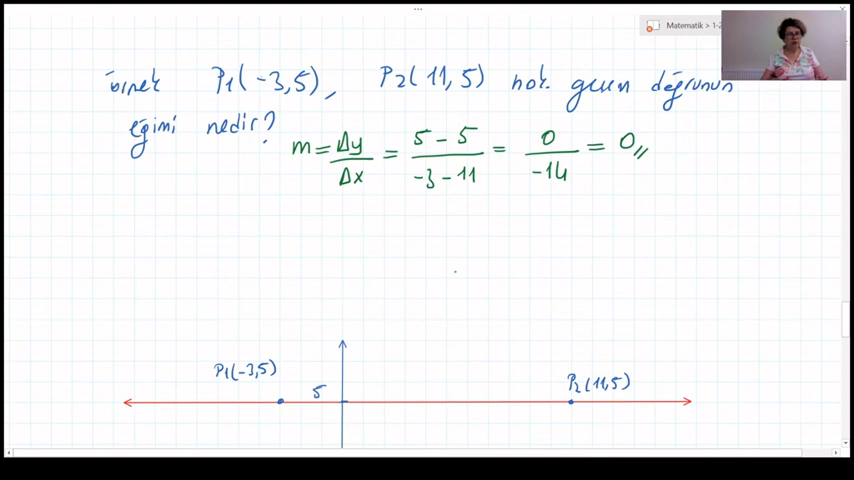 Matematik > 1-2
örnek P1(-3,5), P2(11,5) nok. geçen doğrunun
eğimi nedir?
m = Δy/Δx = 5-5/-3-11 = 0/-14 = 0//
P1(-3,5)
5
P2(11,5)